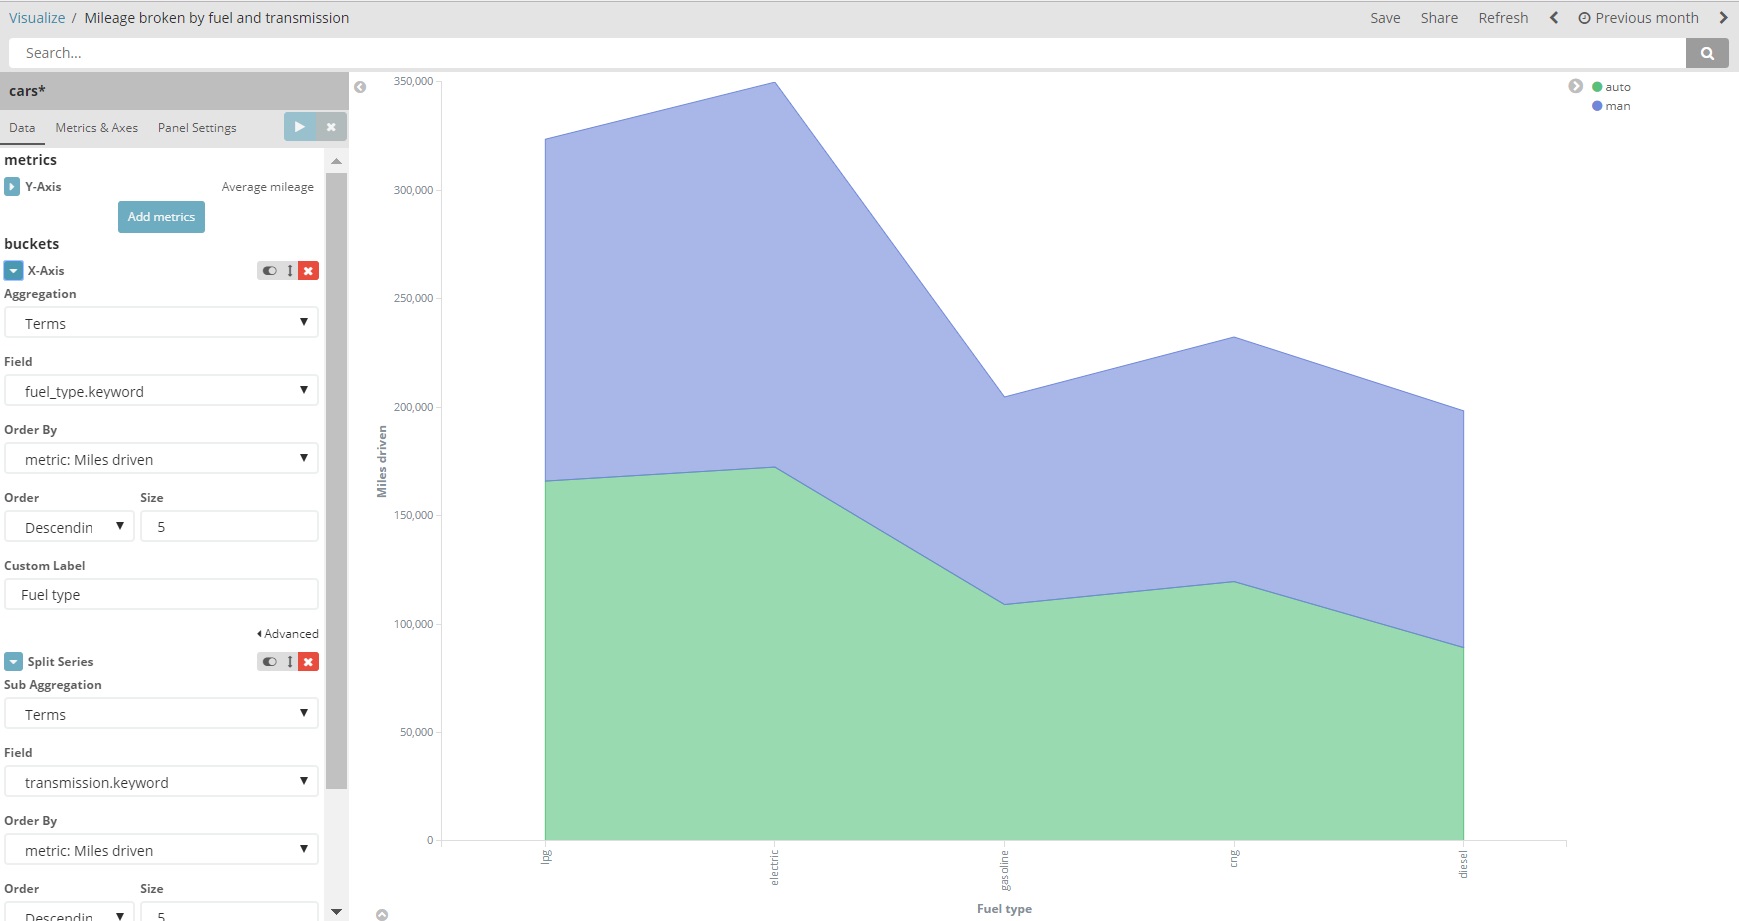 Visualize / Mileage broken by fuel and transmission
Save Share Refresh Previous month
Search...
cars*
Data Metrics & Axes Panel Settings
metrics
Y-Axis Average mileage
Add metrics
buckets
X-Axis
Aggregation
Terms
Field
fuel_type.keyword
Order By
metric: Miles driven
Order Size
Descendin 5
Custom Label
Fuel type
Advanced
Split Series
Sub Aggregation
Terms
Field
transmission.keyword
Order By
metric: Miles driven
Order Size
Descendin 5
350,000
300,000
250,000
200,000
150,000
100,000
50,000
0
Miles driven
lpg
electric
gasoline
cng
diesel
Fuel type
auto
man